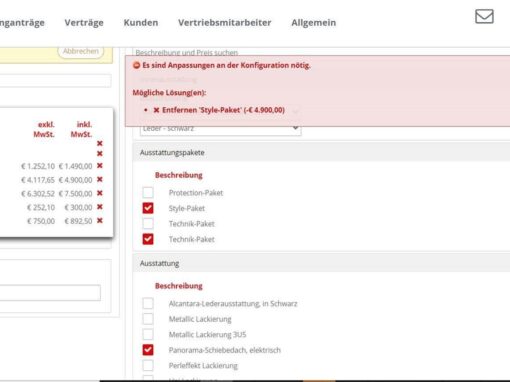 nganträge Verträge Kunden Vertriebsmitarbeiter Allgemein
Abbrechen
Beschreibung und Preis suchen
Es sind Anpassungen an der Konfiguration nötig.
Mögliche Lösung(en):
Entfernen 'Style-Paket' (-€ 4.900,00)
Leder - schwarz
exkl. MwSt. inkl. MwSt.
€ 1.252,10 € 1.490,00
€ 4.117,65 € 4.900,00
€ 6.302,52 € 7.500,00
€ 252,10 € 300,00
€ 750,00 € 892,50
Ausstattungspakete
Beschreibung
Protection-Paket
Style-Paket
Technik-Paket
Technik-Paket
Ausstattung
Beschreibung
Alcantara-Lederausstattung, in Schwarz
Metallic Lackierung
Metallic Lackierung 3U5
Panorama-Schiebedach, elektrisch
Perleffekt Lackierung